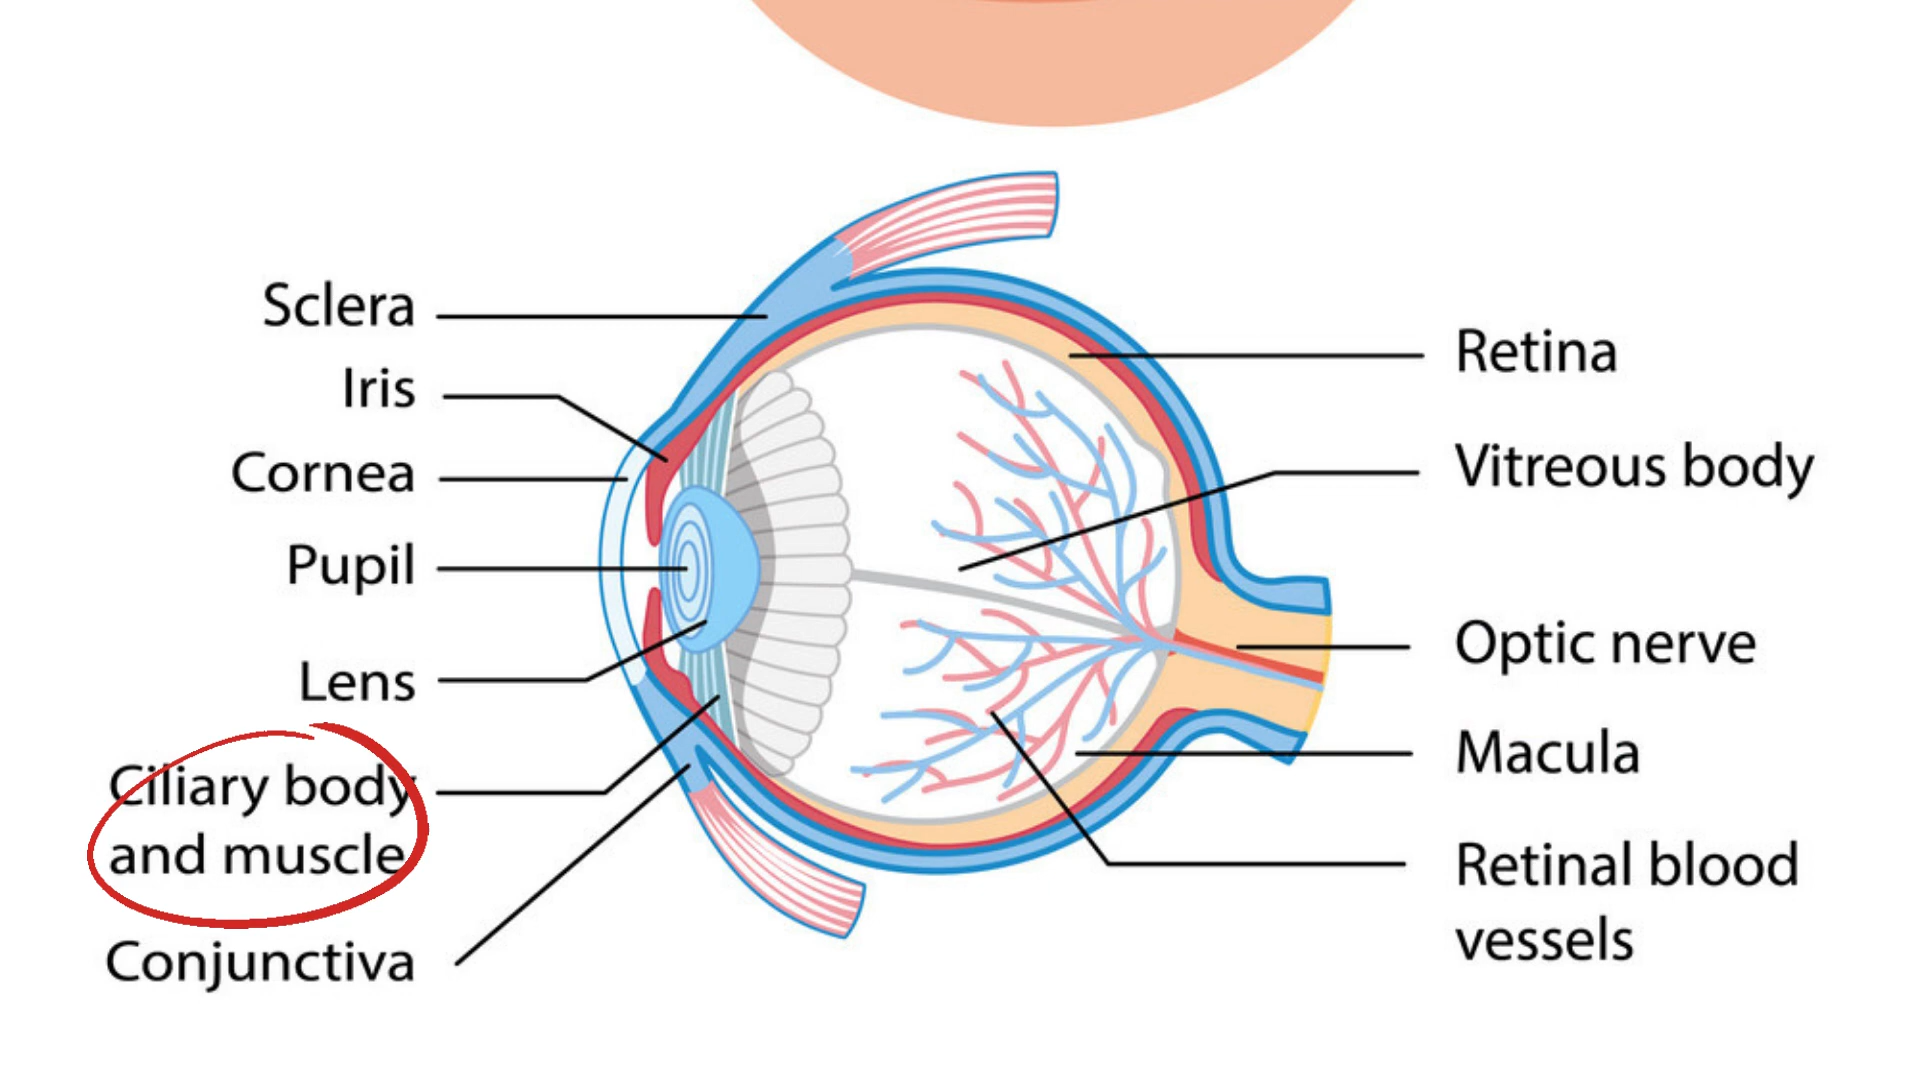 Sclera
Iris
Cornea
Pupil
Lens
Ciliary body
and muscle
Conjunctiva
Retina
Vitreous body
Optic nerve
Macula
Retinal blood
vessels